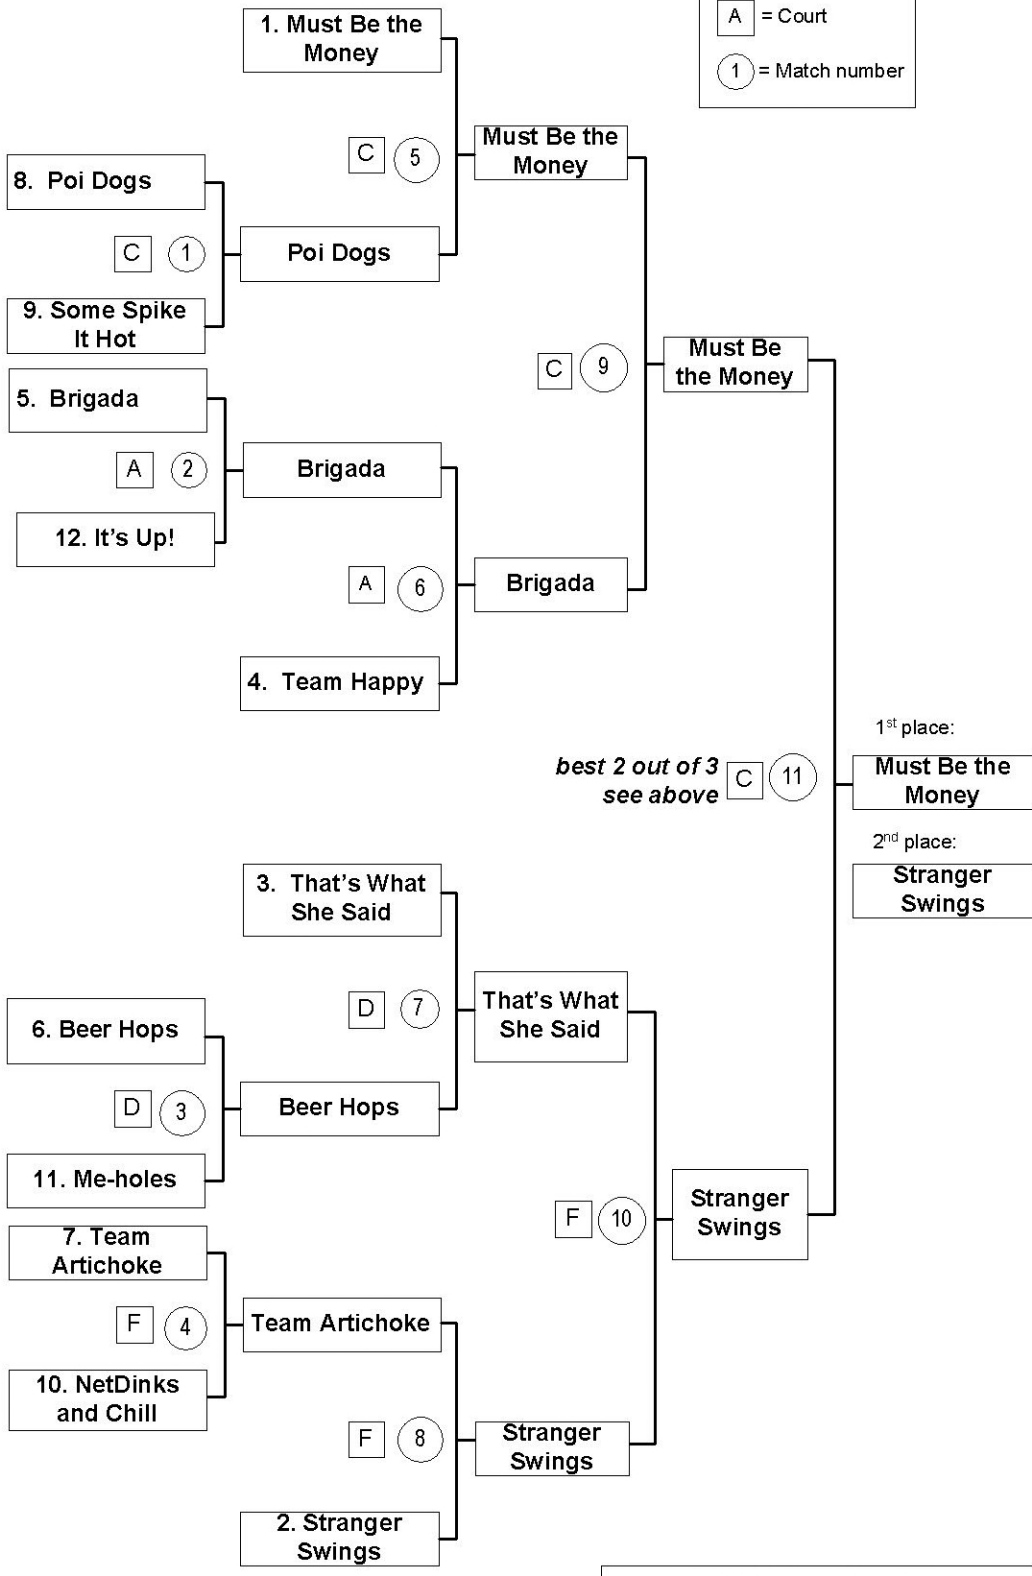 A = Court
1 = Match number
1. Must Be the
Money
C 5
Must Be the
Money
8. Poi Dogs
C 1
Poi Dogs
9. Some Spike
It Hot
C 9
Must Be
the Money
5. Brigada
A 2
Brigada
12. It's Up!
A 6
Brigada
4. Team Happy
best 2 out of 3
see above
C 11
1st place:
Must Be the
Money
2nd place:
Stranger
Swings
3. That's What
She Said
D 7
That's What
She Said
6. Beer Hops
D 3
Beer Hops
11. Me-holes
F 10
Stranger
Swings
7. Team
Artichoke
F 4
Team Artichoke
10. NetDinks
and Chill
F 8
Stranger
Swings
2. Stranger
Swings